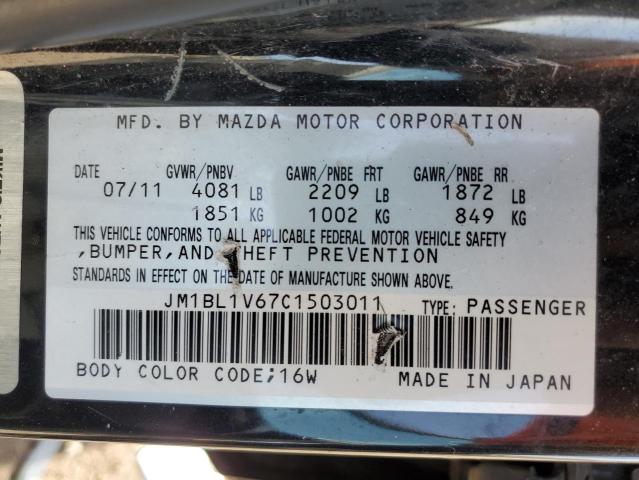 MFD. BY MAZDA MOTOR CORPORATION
DATE GVWR/PNBV GAWR/PNBE FRT GAWR/PNBE RR
07/11 4081 LB 2209 LB 1872 LB
1851 KG 1002 KG 849 KG
THIS VEHICLE CONFORMS TO ALL APPLICABLE FEDERAL MOTOR VEHICLE SAFETY
,BUMPER,AND THEFT PREVENTION
STANDARDS IN EFFECT ON THE DATE OF MANUFACTURE SHOWN ABOVE.
JM1BL1V67C1503011 TYPE: PASSENGER
BODY COLOR CODE;16W MADE IN JAPAN